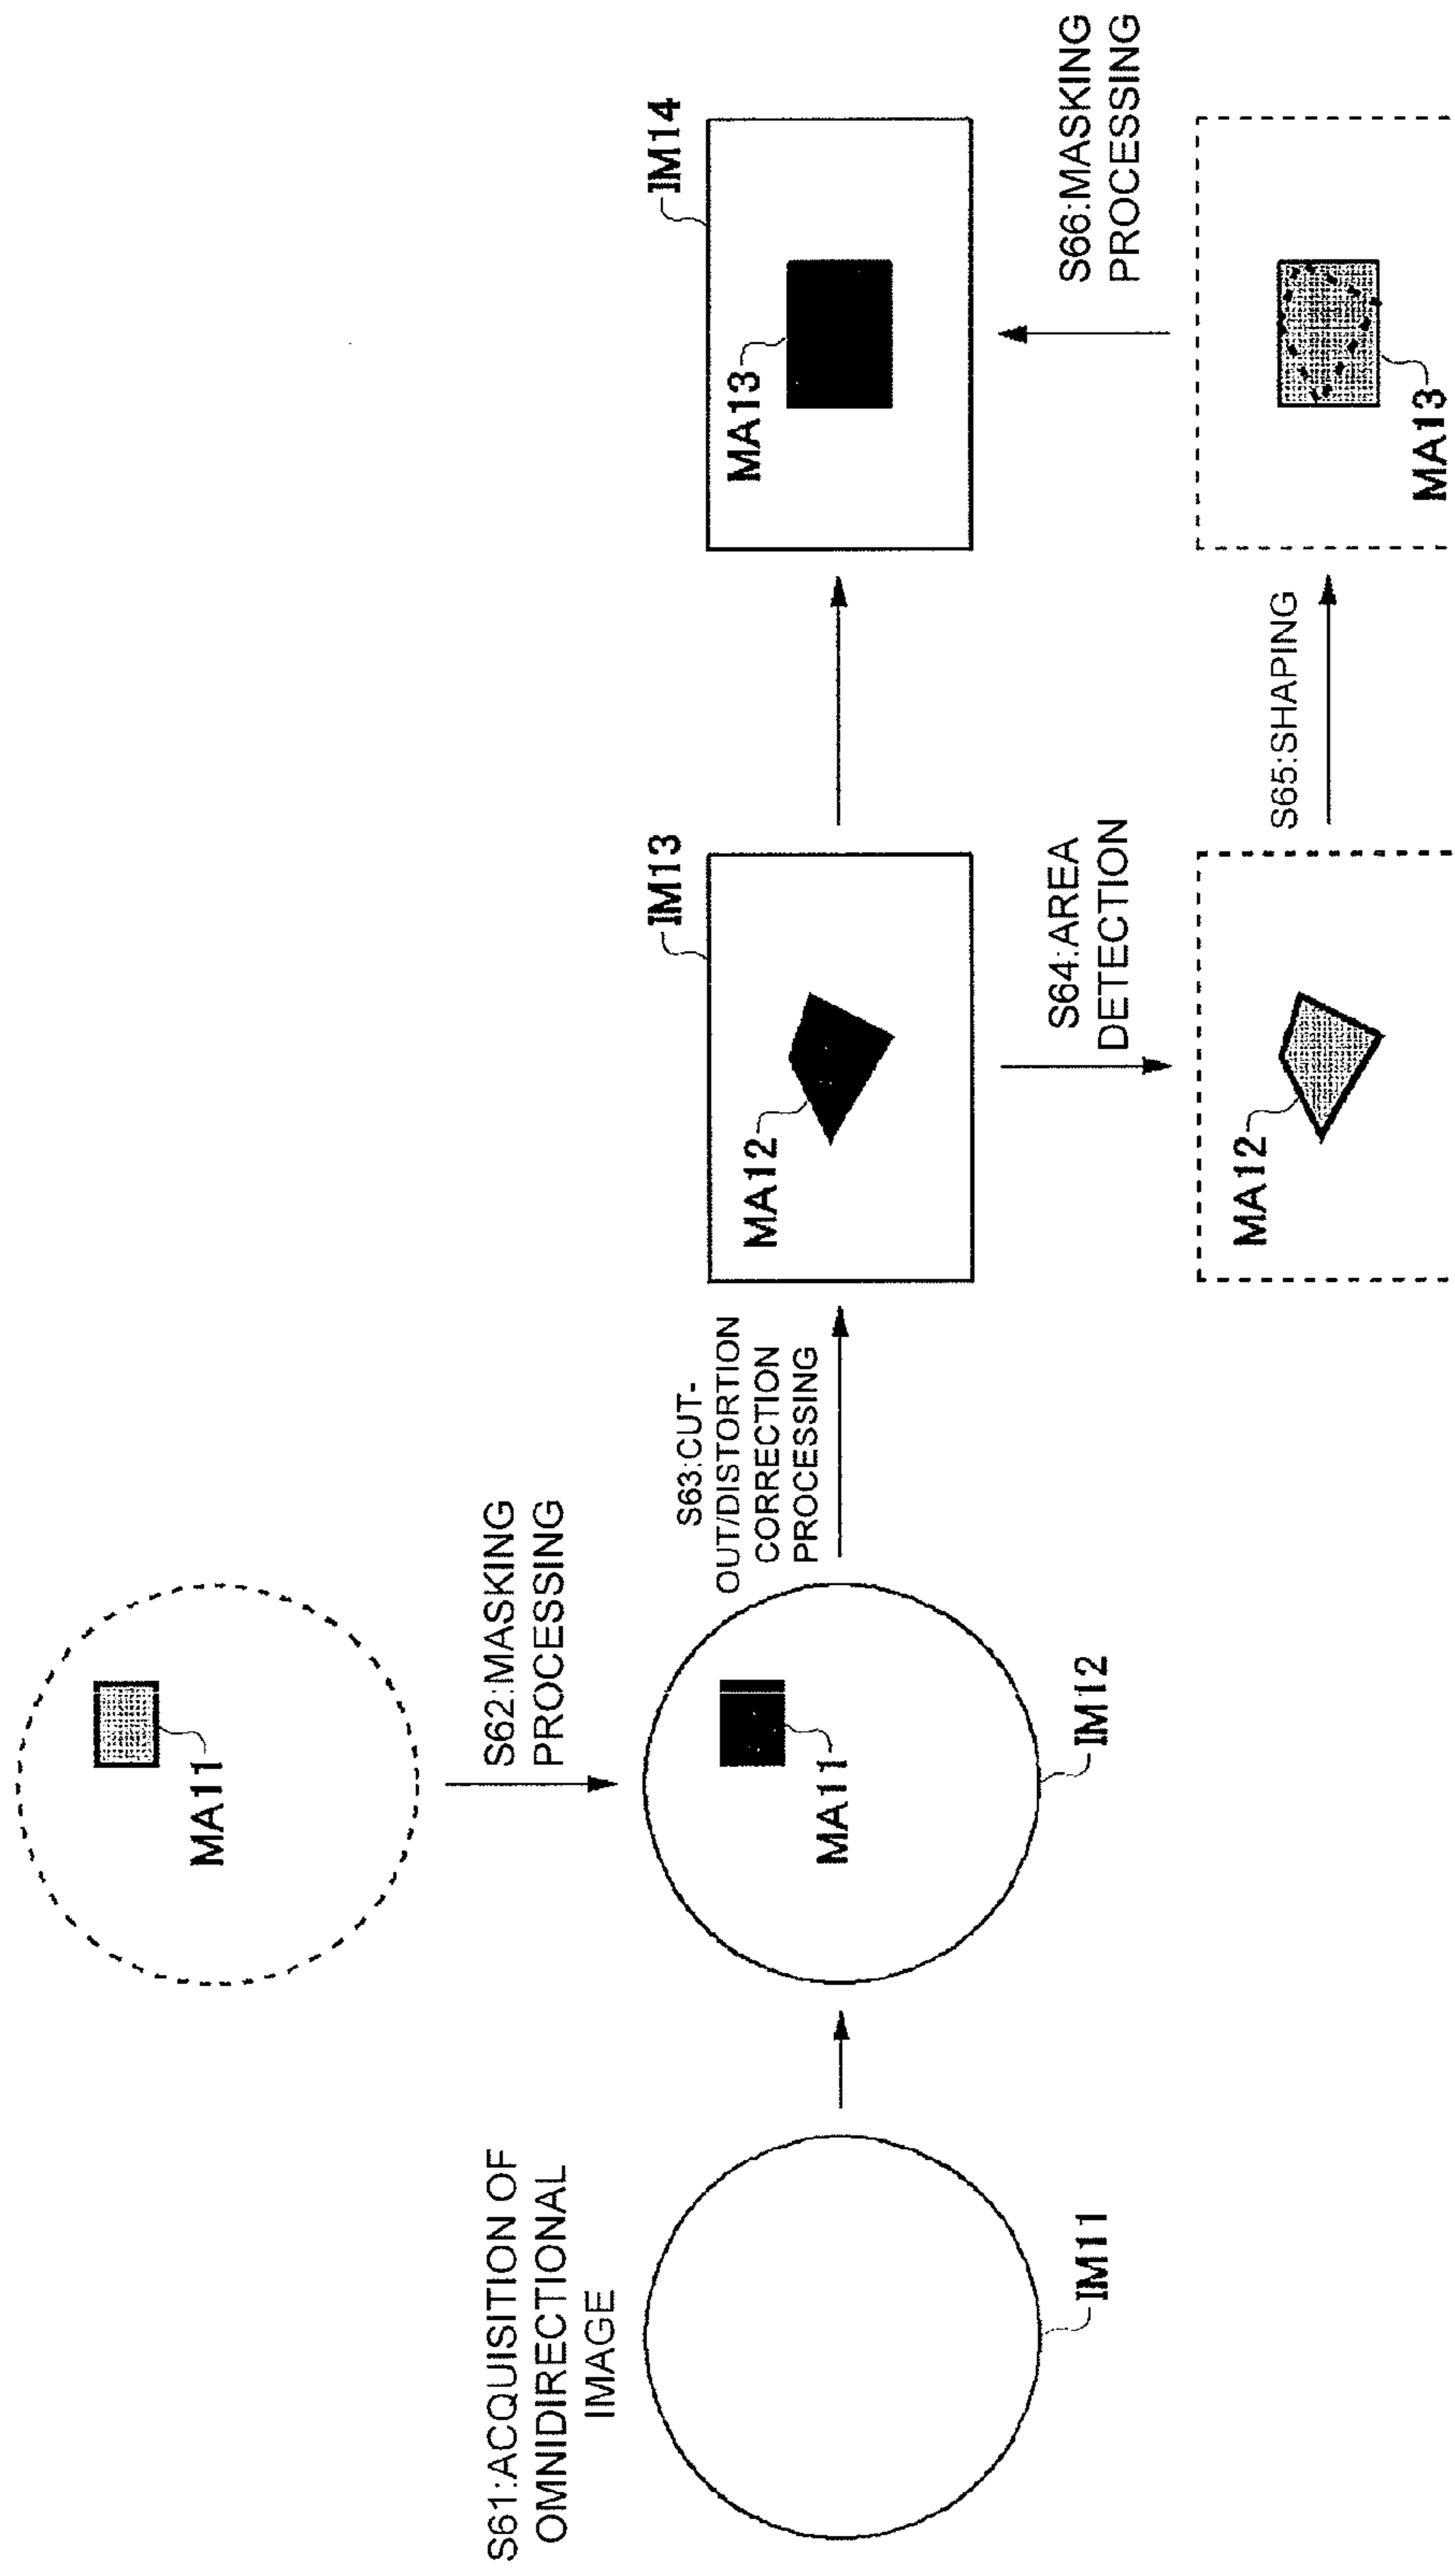 S61:ACQUISITION OF
OMNIDIRECTIONAL
IMAGE
IM11
MA11
S62:MASKING
PROCESSING
MA11
IM12
S63:CUT-
OUT/DISTORTION
CORRECTION
PROCESSING
IM13
MA12
S64:AREA
DETECTION
MA12
S65:SHAPING
IM14
MA13
S66:MASKING
PROCESSING
MA13